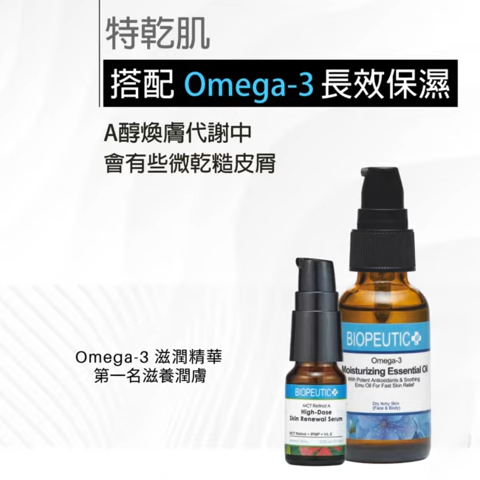 特乾肌
搭配 Omega-3 長效保濕
A醇煥膚代謝中
會有些微乾糙皮屑
Omega-3 滋潤精華
第一名滋養潤膚
BIOPEUTIC
Omega-3
Moisturizing Essential Oil
With Potent Antioxidants & Soothing
Emu Oil For Fast Skin Relief
Dry Itchy Skin
(Face & Body)
BIOPEUTIC
MCT Retinol A
High-Dose
Skin Renewal Serum